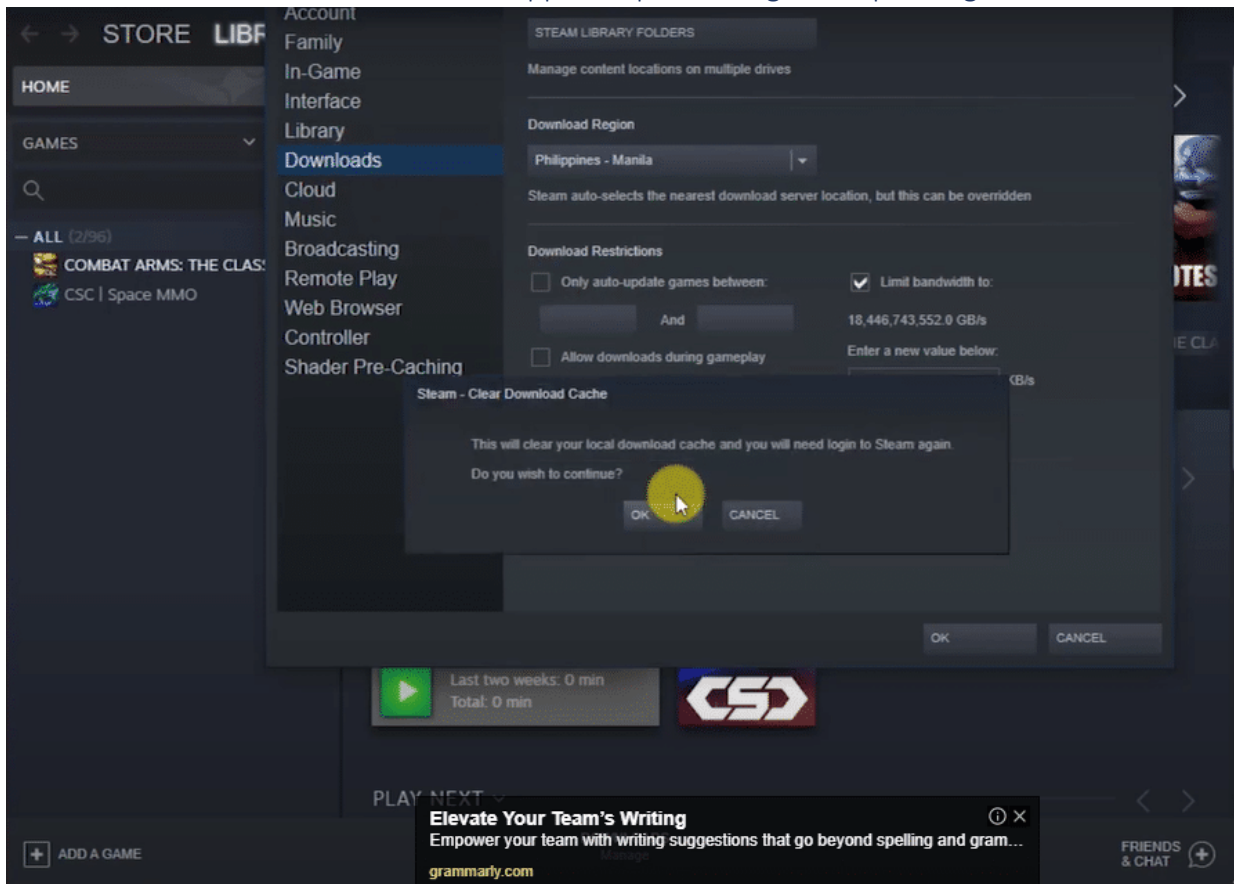 STORE
HOME
GAMES
ALL (2/96)
COMBAT ARMS: THE CLAS
CSC | Space MMO
Account
Family
In-Game
Interface
Library
Downloads
Cloud
Music
Broadcasting
Remote Play
Web Browser
Controller
Shader Pre-Caching
STEAM LIBRARY FOLDERS
Manage content locations on multiple drives
Download Region
Philippines - Manila
Steam auto-selects the nearest download server location, but this can be overridden
Download Restrictions
Only auto-update games between:
And
Allow downloads during gameplay
Limit bandwidth to:
18,446,743,552.0 GB/s
Enter a new value below:
KB/s
Steam - Clear Download Cache
This will clear your local download cache and you will need login to Steam again.
Do you wish to continue?
OK
CANCEL
OK
CANCEL
OTES
IE CLA
Last two weeks: 0 min
Total: 0 min
PLAY NEXT
Elevate Your Team's Writing
Empower your team with writing suggestions that go beyond spelling and gram...
Manage
grammarly.com
ADD A GAME
FRIENDS
& CHAT